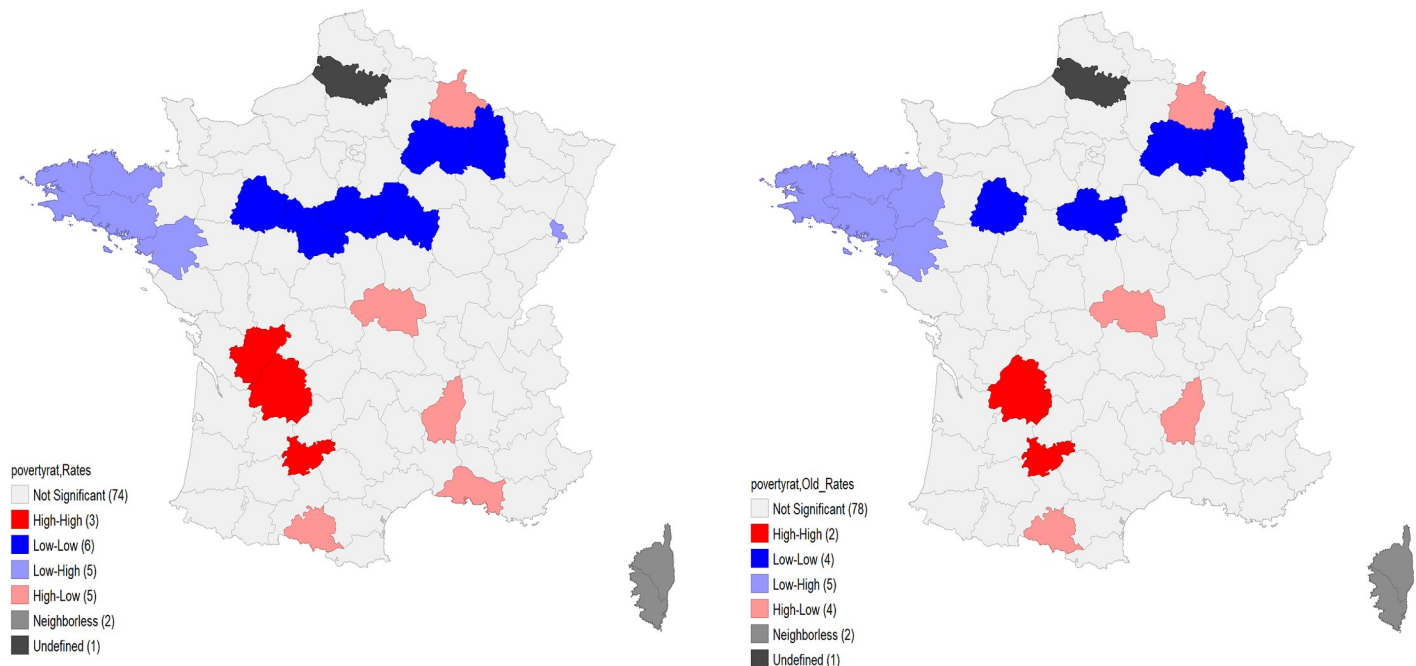 povertyrat,Rates
Not Significant (74)
High-High (3)
Low-Low (6)
Low-High (5)
High-Low (5)
Neighborless (2)
Undefined (1)
povertyrat,Old_Rates
Not Significant (78)
High-High (2)
Low-Low (4)
Low-High (5)
High-Low (4)
Neighborless (2)
Undefined (1)